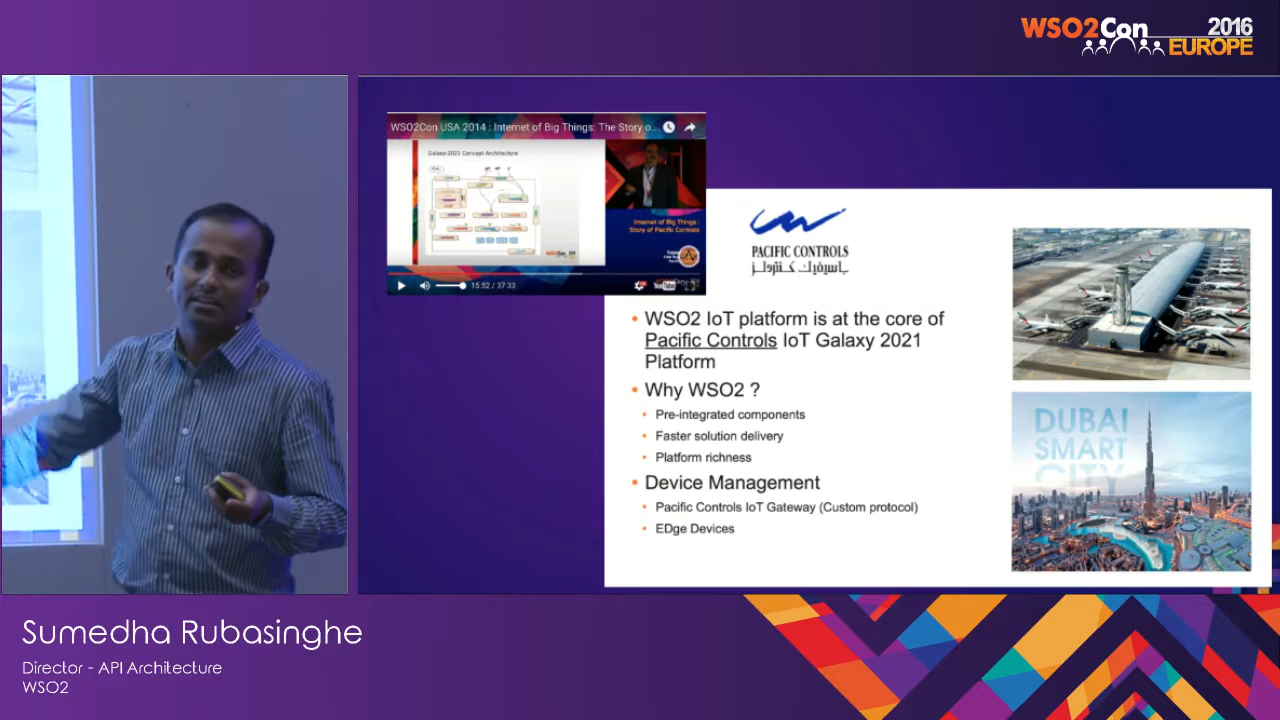 WSO2Con 2016
EUROPE
WSO2Con USA 2014 : Internet of Big Things: The Story o...
Galaxy-2021 Concept Architecture
Internet of Big Things :
Story of Pacific Controls
15:52 / 37:33
PACIFIC CONTROLS
باسيفيك كنترولز
• WSO2 IoT platform is at the core of
Pacific Controls IoT Galaxy 2021
Platform
• Why WSO2 ?
• Pre-integrated components
• Faster solution delivery
• Platform richness
• Device Management
• Pacific Controls IoT Gateway (Custom protocol)
• EDge Devices
DUBAI
SMART
CITY
Sumedha Rubasinghe
Director - API Architecture
WSO2